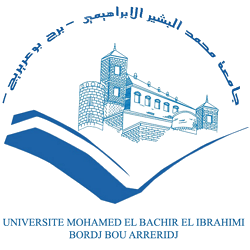 جامعة محمد البشير الإبراهيمي - برج بوعريريج -
UNIVERSITE MOHAMED EL BACHIR EL IBRAHIMI
BORDJ BOU ARRERIDJ